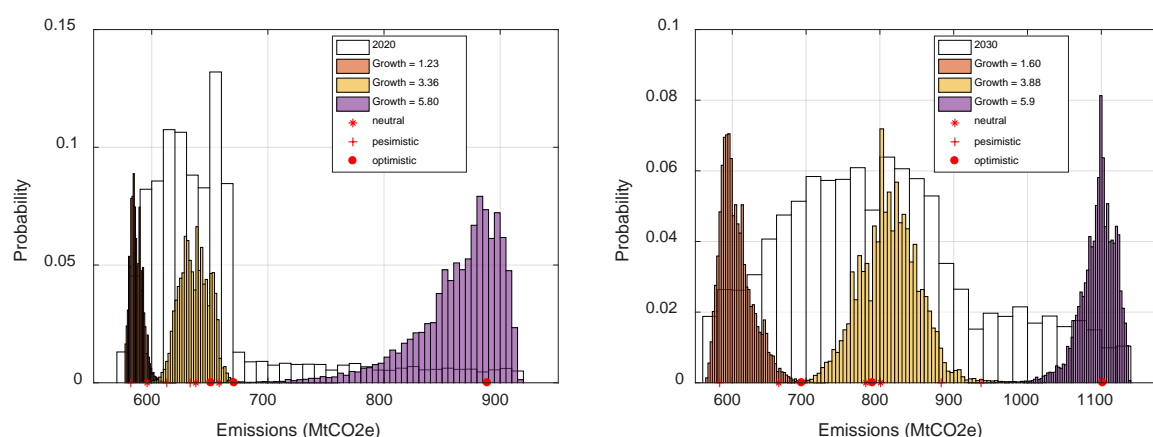 0.15
0.1
0.05
0
Probability
600
700
800
900
Emissions (MtCO2e)
2020
Growth = 1.23
Growth = 3.36
Growth = 5.80
neutral
pesimistic
optimistic
0.1
0.08
0.06
0.04
0.02
0
Probability
600
700
800
900
1000
1100
Emissions (MtCO2e)
2030
Growth = 1.60
Growth = 3.88
Growth = 5.9
neutral
pesimistic
optimistic